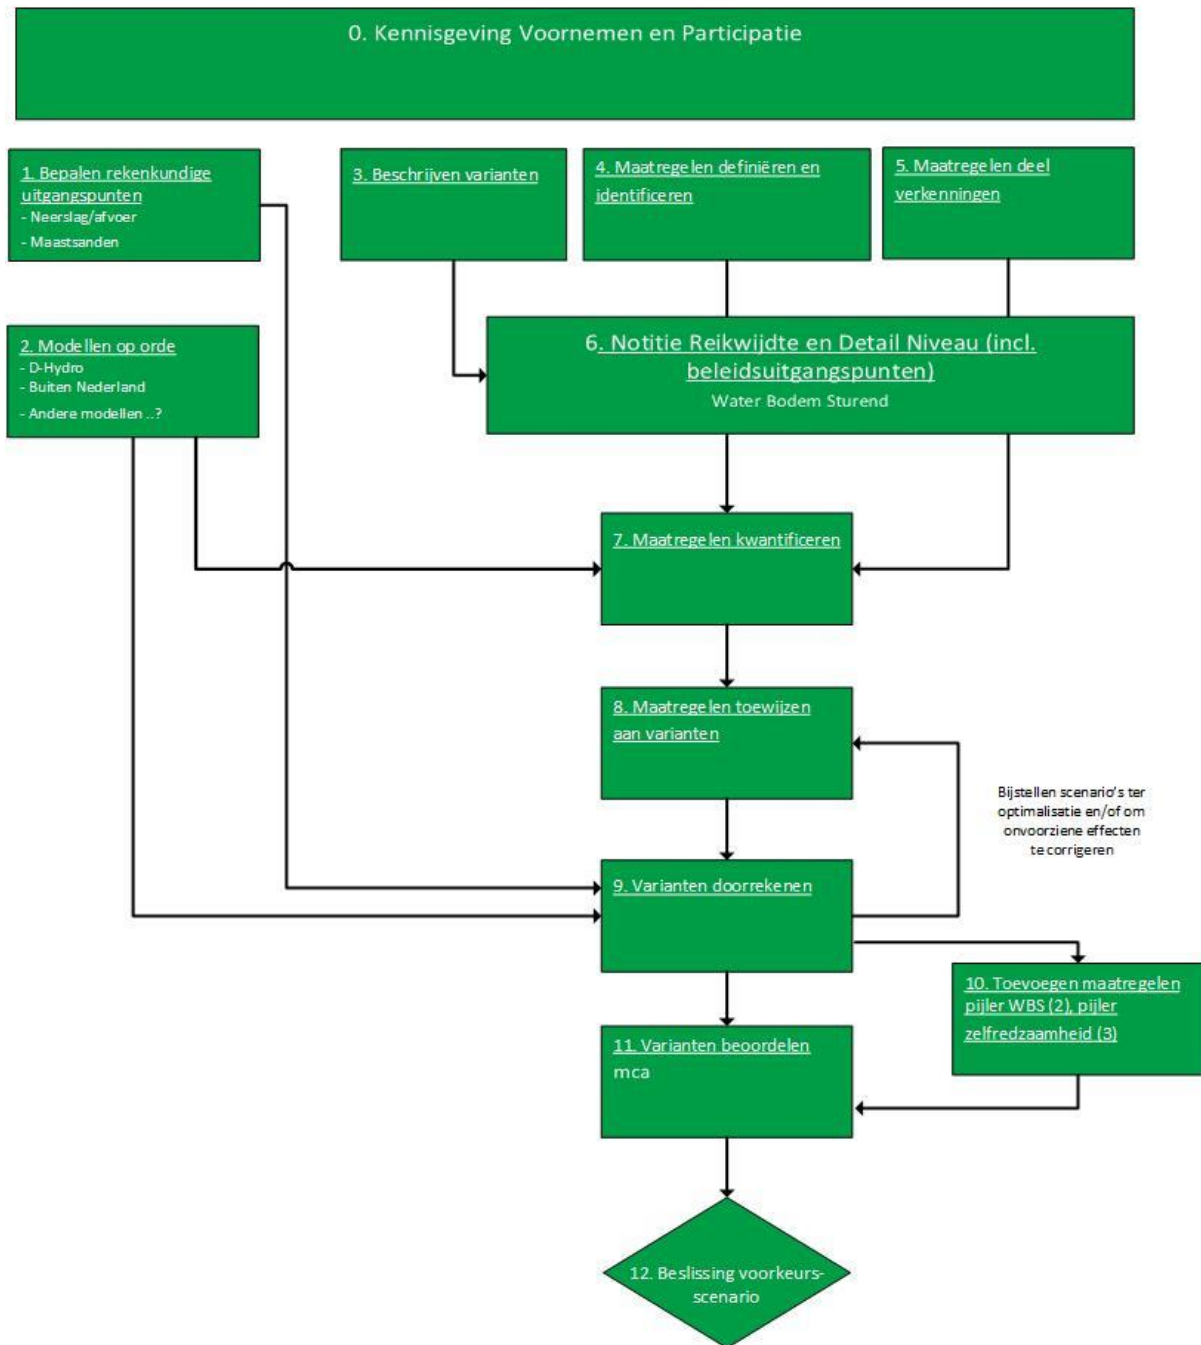 0. Kennisgeving Voornemen en Participatie
1. Bepalen rekenkundige
uitgangspunten
- Neerslag/afvoer
- Maastsanden
3. Beschrijven varianten
4. Maatregelen definiëren en
identificeren
5. Maatregelen deel
verkenningen
2. Modellen op orde
- D-Hydro
- Buiten Nederland
- Andere modellen ..?
6. Notitie Reikwijdte en Detail Niveau (incl.
beleidsuitgangspunten)
Water Bodem Sturend
7. Maatregelen kwantificeren
8. Maatregelen toewijzen
aan varianten
Bijstellen scenario's ter
optimalisatie en/of om
onvoorziene effecten
te corrigeren
9. Varianten doorrekenen
10. Toevoegen maatregelen
pijler WBS (2), pijler
zelfredzaamheid (3)
11. Varianten beoordelen
mca
12. Beslissing voorkeurs-
scenario